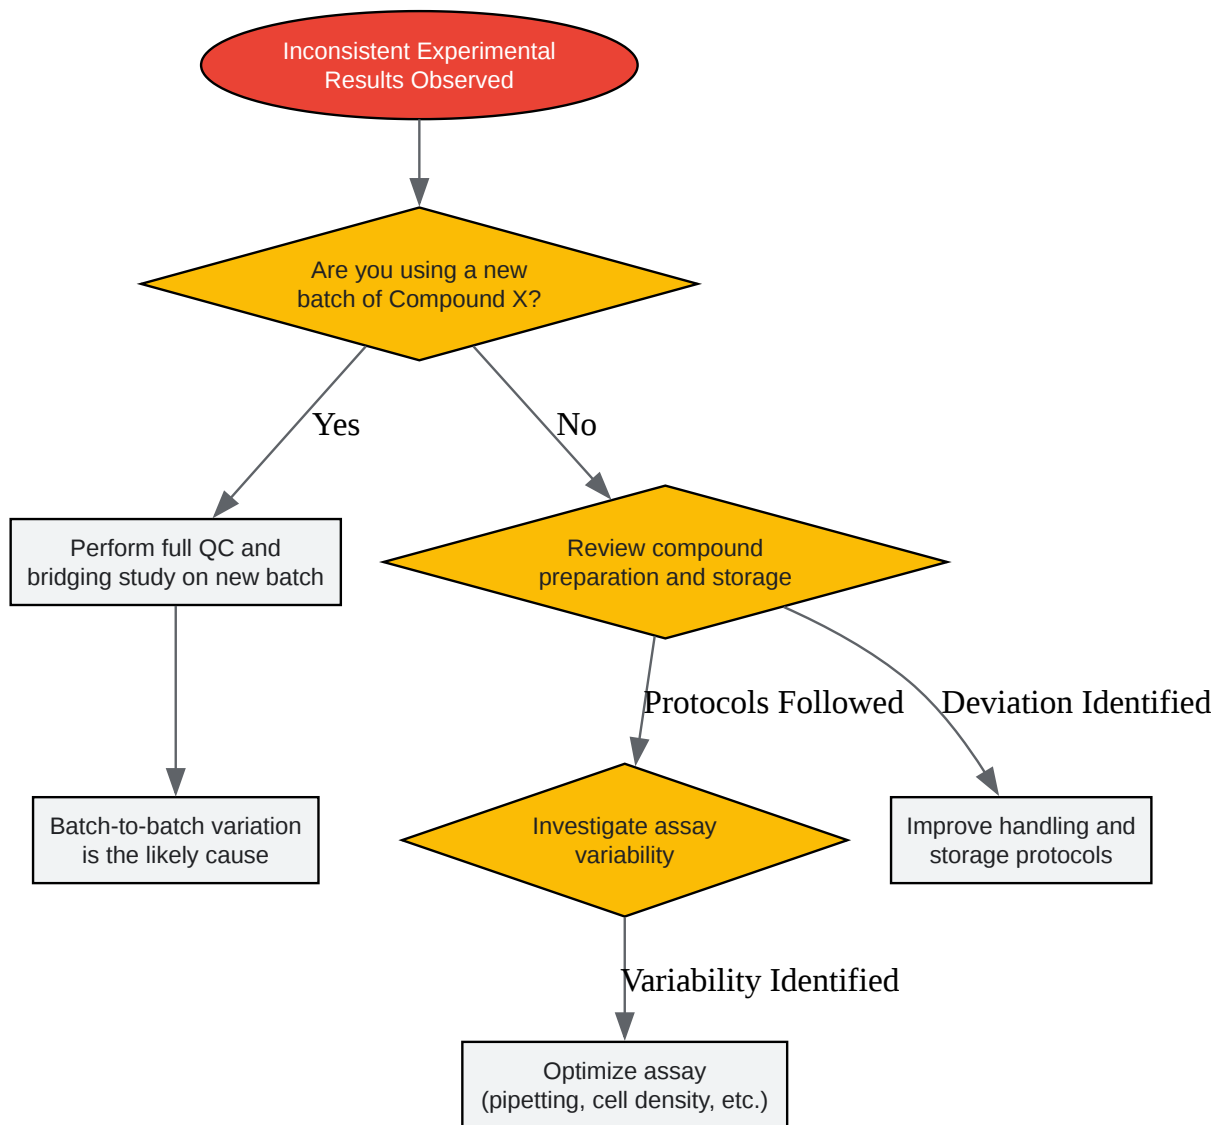 Inconsistent Experimental
Results Observed
Are you using a new
batch of Compound X?
Yes
No
Perform full QC and
bridging study on new batch
Review compound
preparation and storage
Protocols Followed
Deviation Identified
Batch-to-batch variation
is the likely cause
Investigate assay
variability
Improve handling and
storage protocols
Variability Identified
Optimize assay
(pipetting, cell density, etc.)